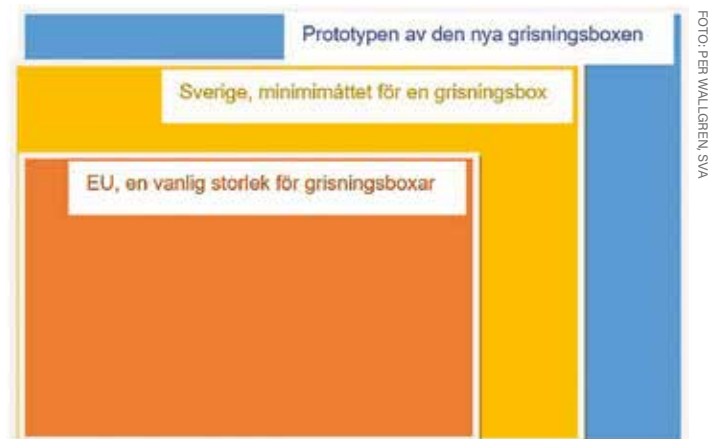 Prototypen av den nya grisningsboxen
Sverige, minimimåttet för en grisningsbox
EU, en vanlig storlek för grisningsboxar
FOTO: PER WALLGREN, SVA